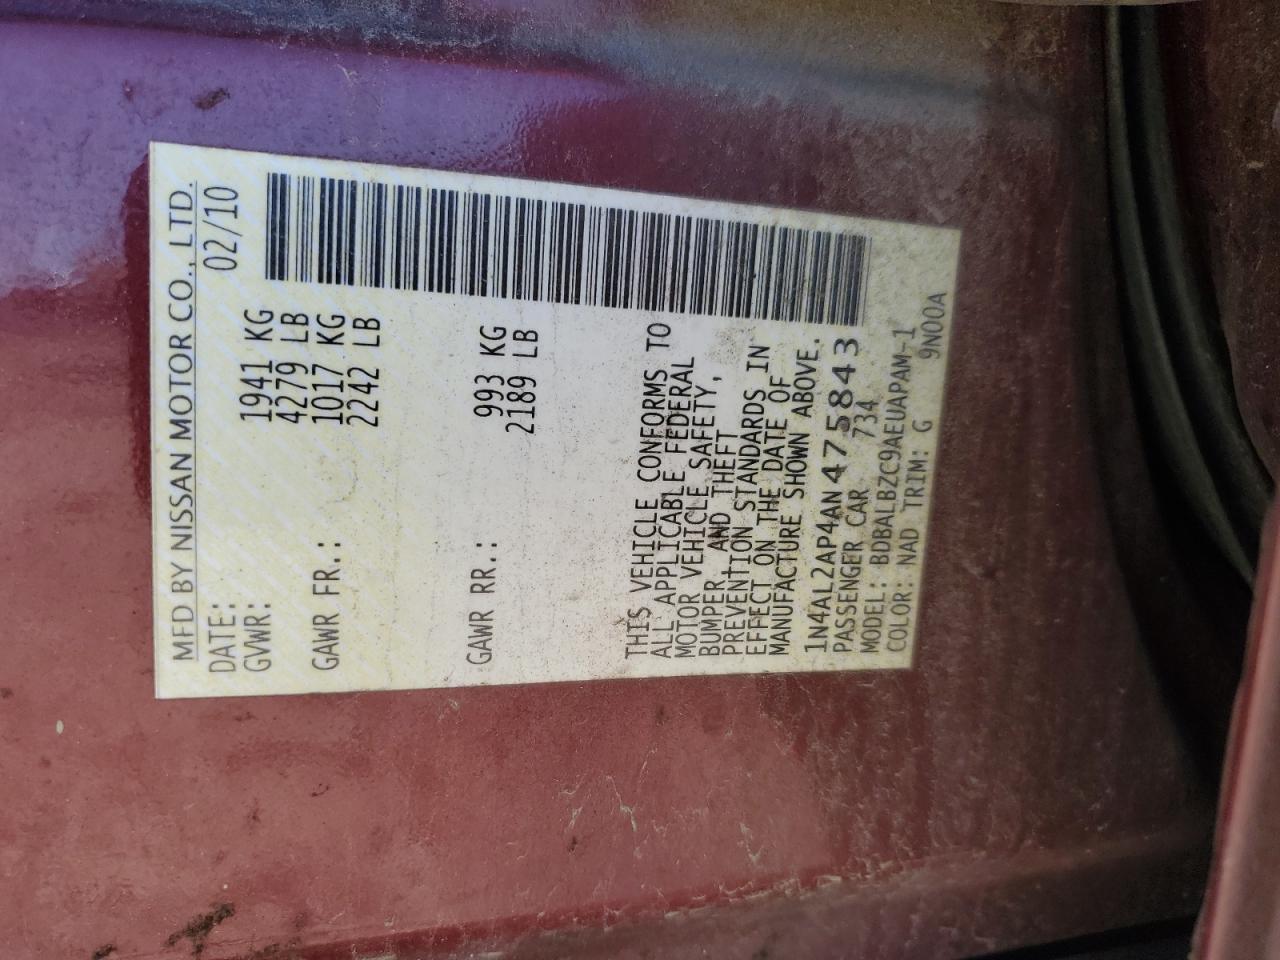 MFD BY NISSAN MOTOR CO., LTD.
DATE: 02/10
GVWR: 1941 KG
4279 LB
GAWR FR.: 1017 KG
2242 LB
GAWR RR.: 993 KG
2189 LB
THIS VEHICLE CONFORMS TO
ALL APPLICABLE FEDERAL
MOTOR VEHICLE SAFETY,
BUMPER, AND THEFT
PREVENTION STANDARDS IN
EFFECT ON THE DATE OF
MANUFACTURE SHOWN ABOVE.
1N4AL2AP4AN475843
PASSENGER CAR 734
MODEL: BDBALBZC9AEUAPAM-1
COLOR: NAD TRIM: G 9N00A